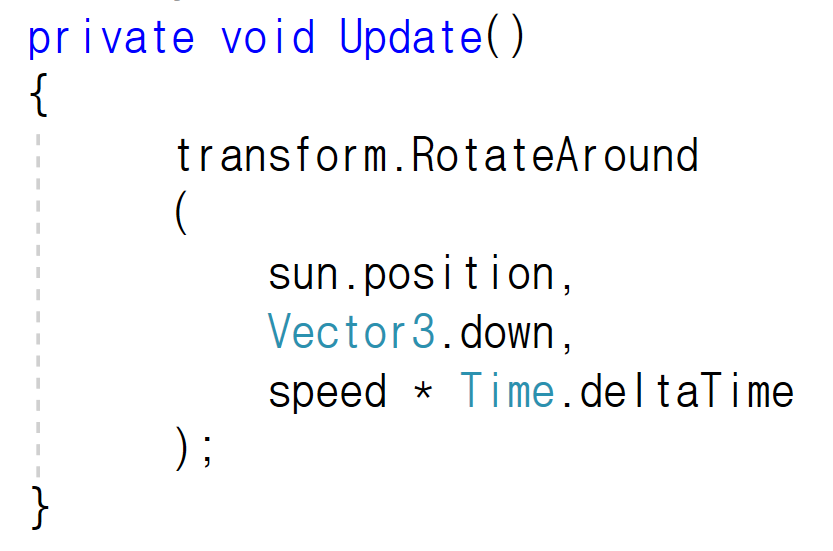 private void Update()
{
transform.RotateAround
(
sun.position,
Vector3.down,
speed * Time.deltaTime
);
}